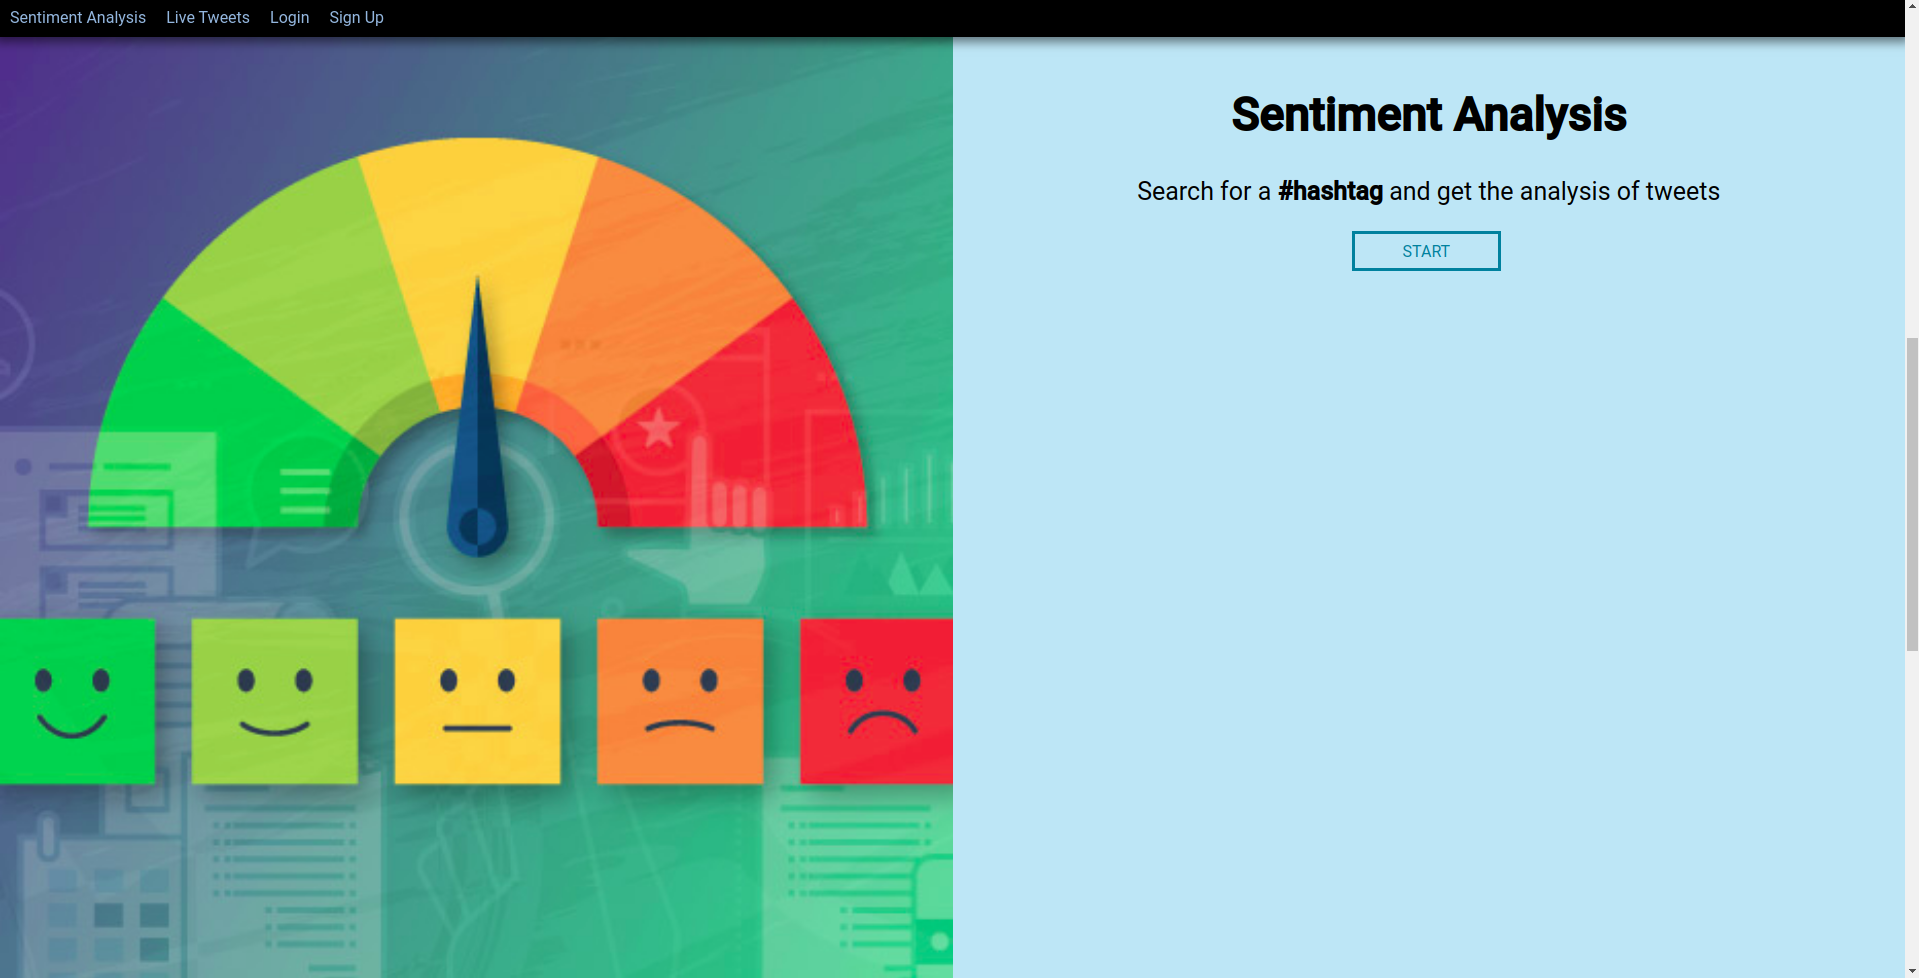 Sentiment Analysis Live Tweets Login Sign Up
Sentiment Analysis
Search for a #hashtag and get the analysis of tweets
START